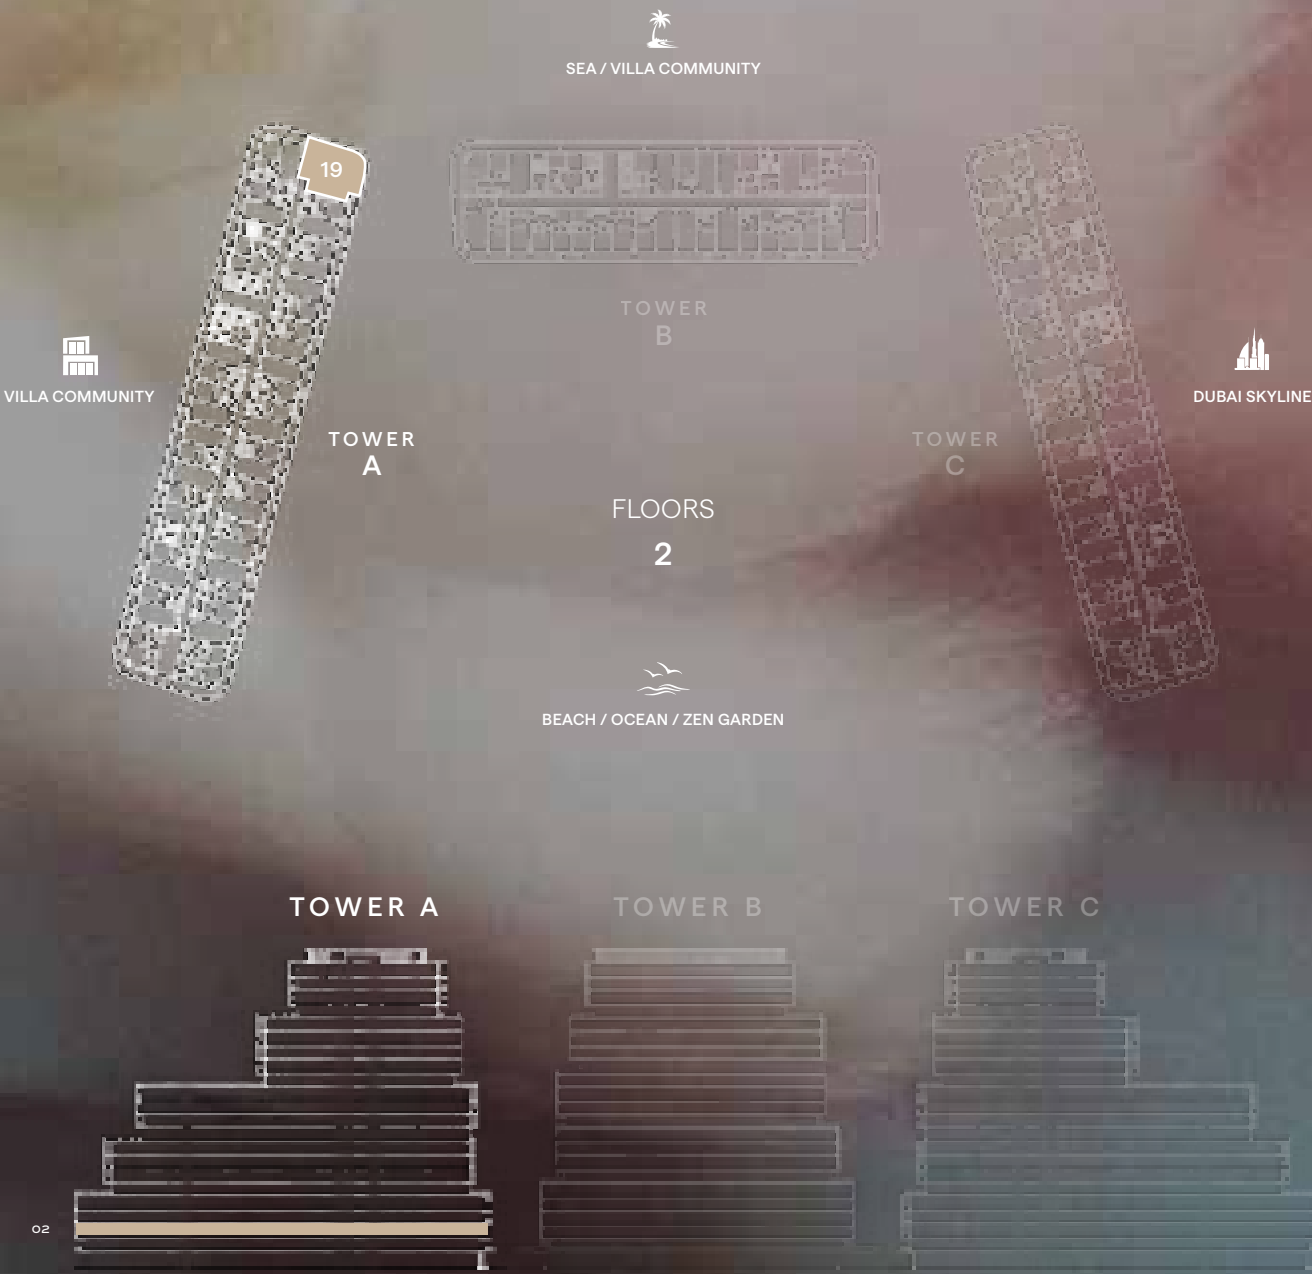 SEA / VILLA COMMUNITY
19
TOWER
B
VILLA COMMUNITY
DUBAI SKYLINE
TOWER
A
TOWER
C
FLOORS
2
BEACH / OCEAN / ZEN GARDEN
TOWER A
TOWER B
TOWER C
02